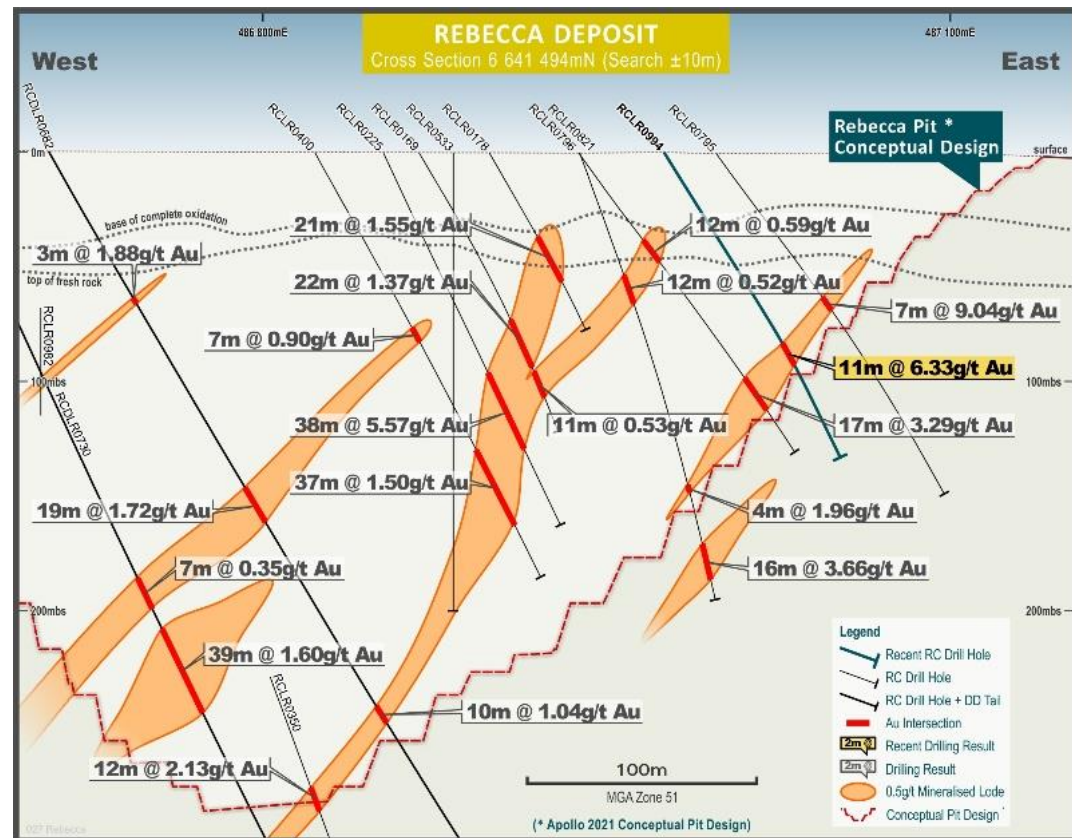 486 800mE
487 100mE
REBECCA DEPOSIT
Cross Section 6 641 494mN (Search ±10m)
West
East
RCDLR0682
RCLR0400
RCLR0225
RCLR0169
RCLR0533
RCLR0178
RCLR0796
RCLR0821
RCLR0994
RCLR0795
Rebecca Pit *
Conceptual Design
0m
surface
base of complete oxidation
top of fresh rock
3m @ 1.88g/t Au
21m @ 1.55g/t Au
12m @ 0.59g/t Au
22m @ 1.37g/t Au
12m @ 0.52g/t Au
7m @ 0.90g/t Au
7m @ 9.04g/t Au
RCLR0982
100mbs
11m @ 6.33g/t Au
100mbs
RCDLR0730
38m @ 5.57g/t Au
11m @ 0.53g/t Au
17m @ 3.29g/t Au
37m @ 1.50g/t Au
19m @ 1.72g/t Au
4m @ 1.96g/t Au
7m @ 0.35g/t Au
16m @ 3.66g/t Au
200mbs
200mbs
39m @ 1.60g/t Au
RCLR0350
10m @ 1.04g/t Au
12m @ 2.13g/t Au
100m
MGA Zone 51
(* Apollo 2021 Conceptual Pit Design)
Legend
Recent RC Drill Hole
RC Drill Hole
RC Drill Hole + DD Tail
Au Intersection
2m @
Recent Drilling Result
2m @
Drilling Result
0.5g/t Mineralised Lode
Conceptual Pit Design *
027 Rebecca